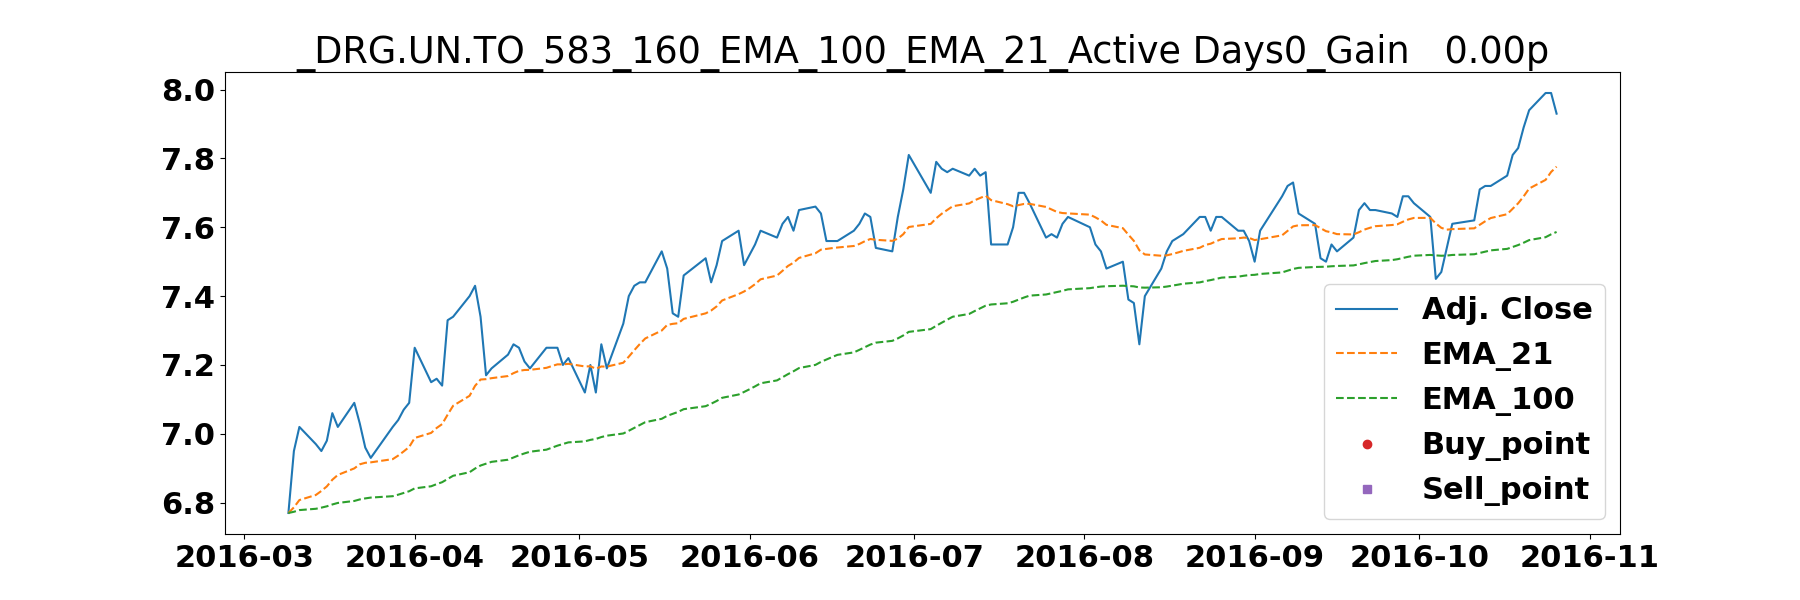 _DRG.UN.TO_583_160_EMA_100_EMA_21_Active Days0_Gain   0.00p
8.0
7.8
7.6
7.4
7.2
7.0
6.8
Adj. Close
EMA_21
EMA_100
Buy_point
Sell_point
2016-03 2016-04 2016-05 2016-06 2016-07 2016-08 2016-09 2016-10 2016-11